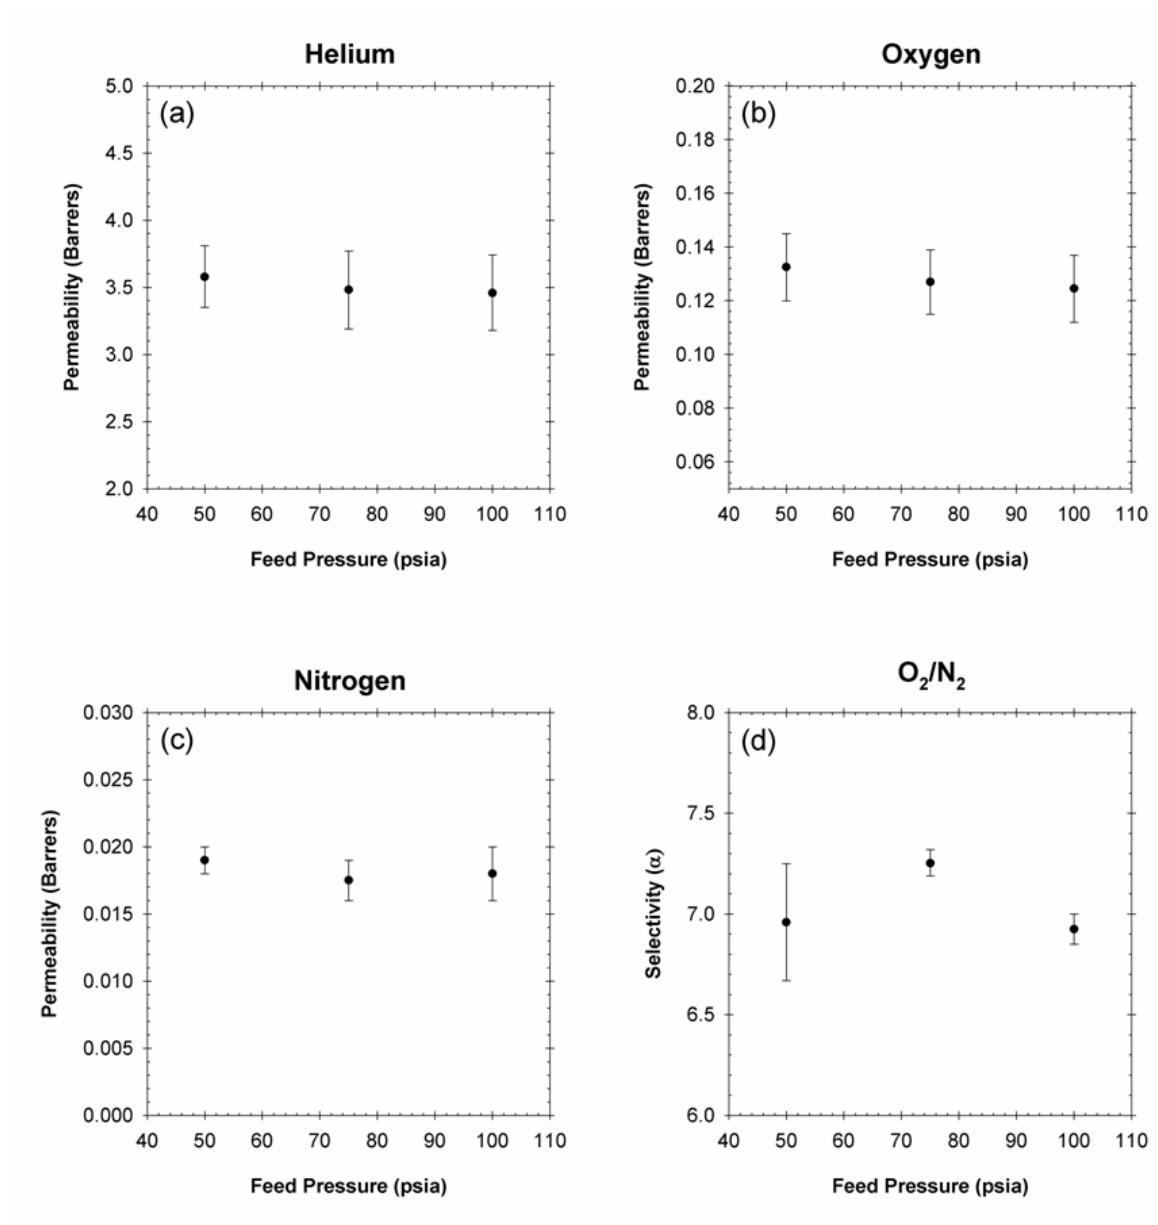 Helium
(a)
Permeability (Barrers)
5.0
4.5
4.0
3.5
3.0
2.5
2.0
40 50 60 70 80 90 100 110
Feed Pressure (psia)
Oxygen
(b)
Permeability (Barrers)
0.20
0.18
0.16
0.14
0.12
0.10
0.08
0.06
40 50 60 70 80 90 100 110
Feed Pressure (psia)
Nitrogen
(c)
Permeability (Barrers)
0.030
0.025
0.020
0.015
0.010
0.005
0.000
40 50 60 70 80 90 100 110
Feed Pressure (psia)
O₂/N₂
(d)
Selectivity (α)
8.0
7.5
7.0
6.5
6.0
40 50 60 70 80 90 100 110
Feed Pressure (psia)